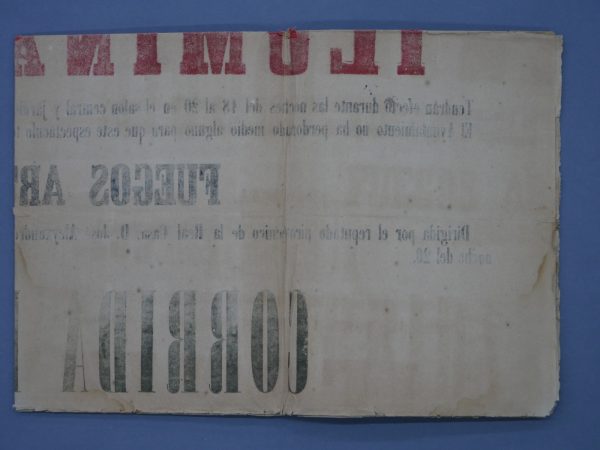 ILUMINA
Tendrán efecto durante las noches del 18 al 20 en el salon central y
El Ayuntamiento no ha perdonado medio alguno para que este espectáculo
FUEGOS AR
Dirigida por el reputado pirotécnico de la Real Casa, D. José
noche del 20.
CORRIDA